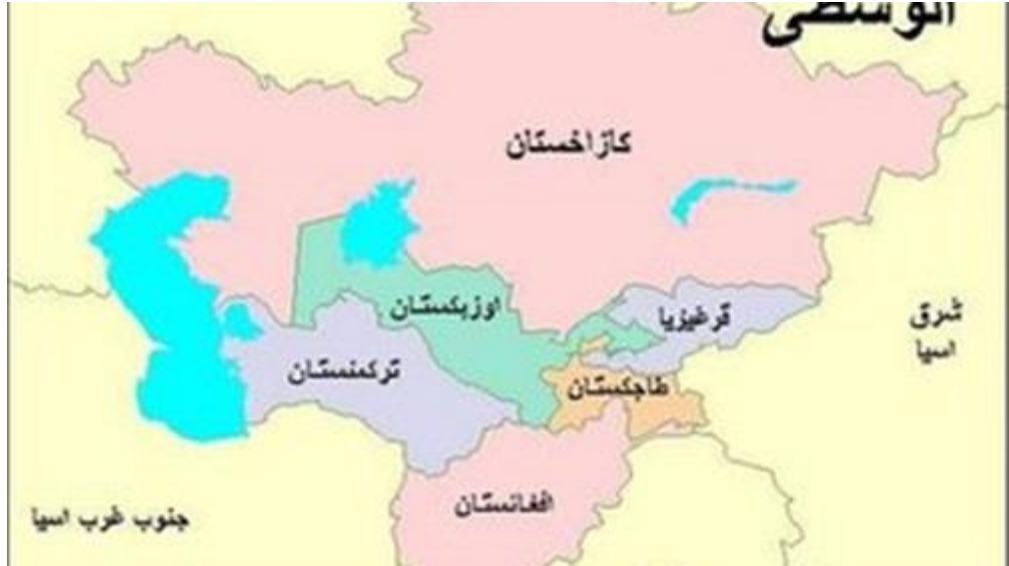 الوسطى
كازاخستان
اوزبكستان
قرغيزيا
شرق
اسيا
تركمنستان
طاجكستان
افغانستان
جنوب غرب اسيا